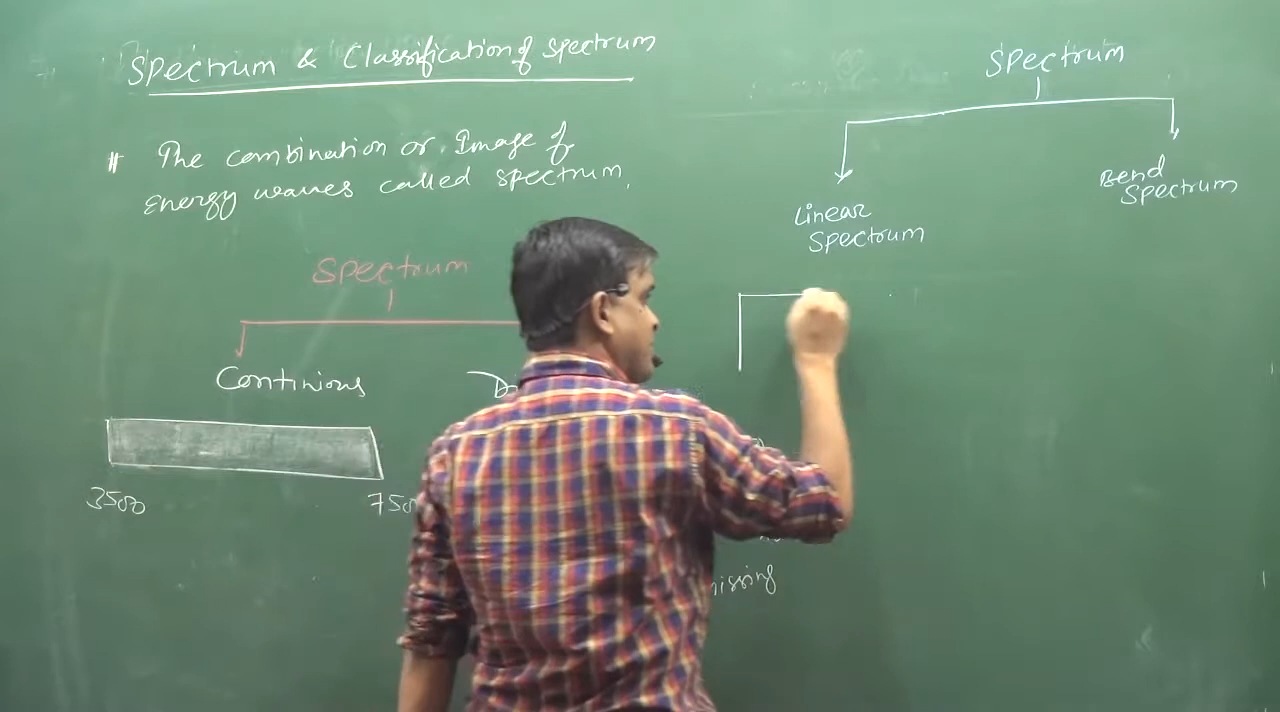 Spectrum & Classification of spectrum
# The combination or Image of
energy waves called spectrum.
Spectrum
Continious
3500
Spectrum
Linear
Spectrum
Bend
Spectrum